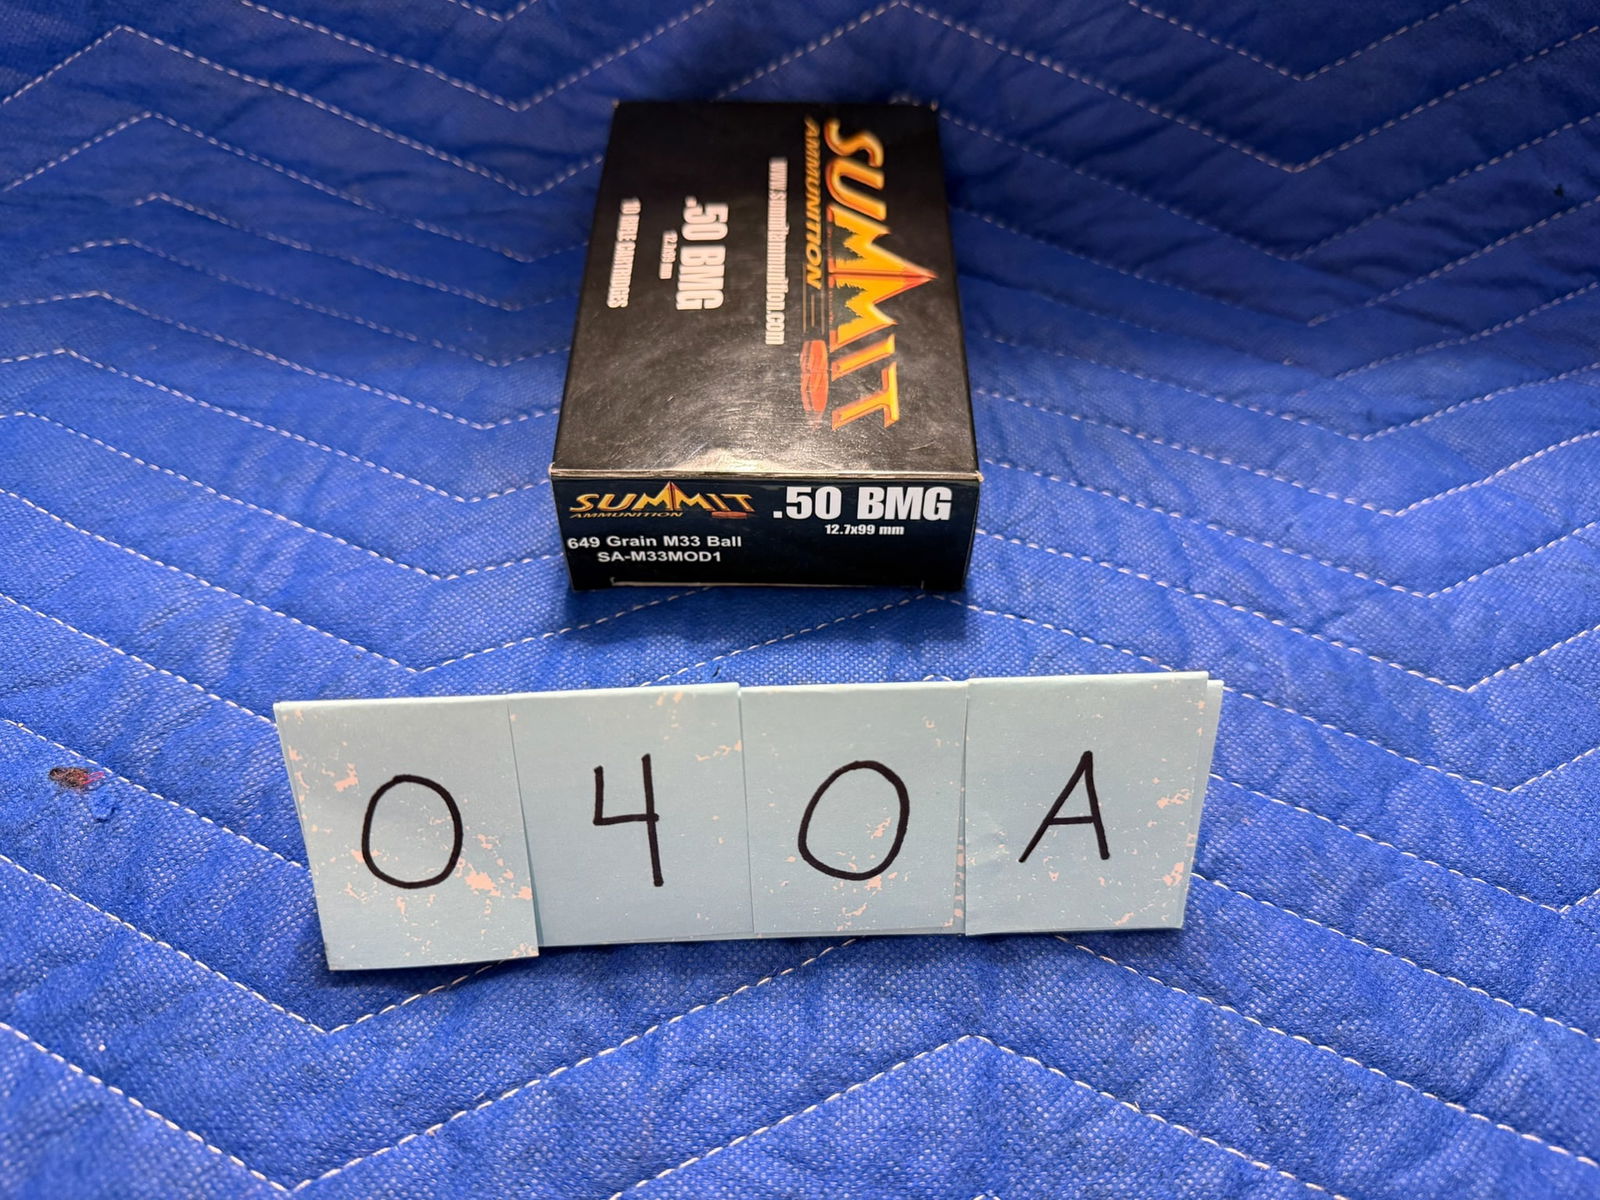 SUMMIT
AMMUNITION
www.summitammunition.com
.50 BMG
12.7x99 mm
10 RIFLE CARTRIDGES
SUMMIT
AMMUNITION
.50 BMG
12.7x99 mm
649 Grain M33 Ball
SA-M33MOD1
0 4 0 A